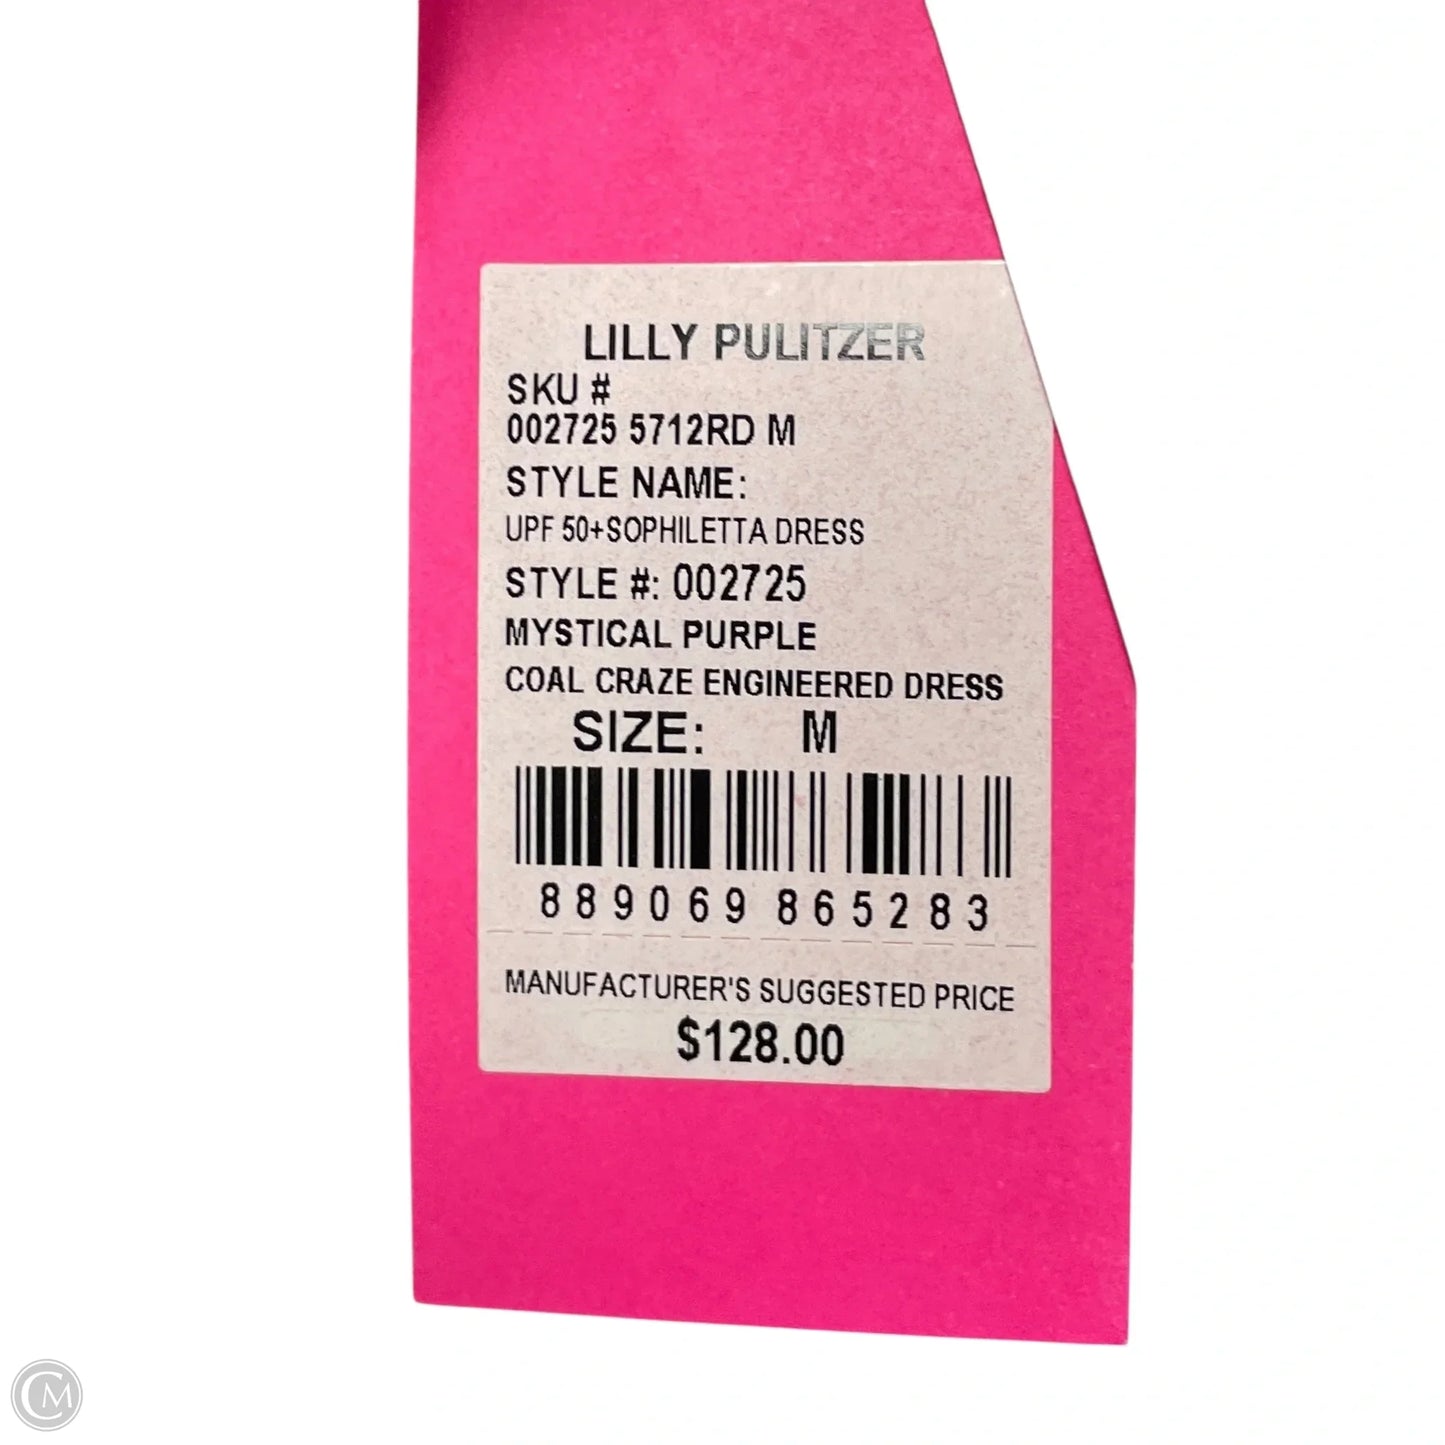 LILLY PULITZER
SKU #
002725 5712RD M
STYLE NAME:
UPF 50+SOPHILETTA DRESS
STYLE #: 002725
MYSTICAL PURPLE
COAL CRAZE ENGINEERED DRESS
SIZE: M
889069 865283
MANUFACTURER'S SUGGESTED PRICE
$128.00
CM